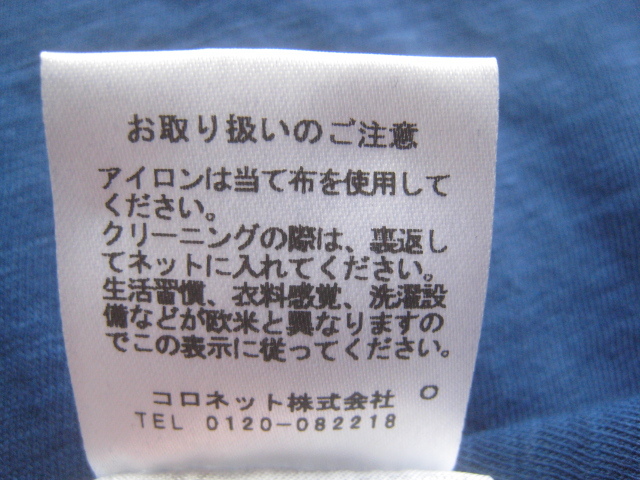 お取り扱いのご注意
アイロンは当て布を使用して
ください。
クリーニングの際は、裏返し
てネットに入れてください。
生活習慣、衣料感覚、洗濯設
備などが欧米と異なりますの
でこの表示に従ってください。
コロネット株式会社 O
TEL 0120-082218